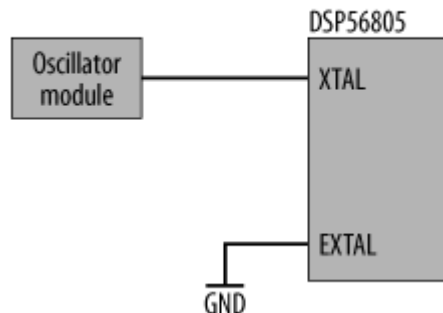 DSP56805
Oscillator
module
XTAL
EXTAL
GND